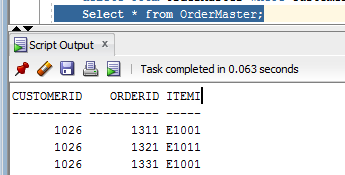 Select * from OrderMaster;
Script Output x
Task completed in 0.063 seconds
CUSTOMERID ORDERID ITEMI
---------- ----------- -----
1026 1311 E1001
1026 1321 E1011
1026 1331 E1001